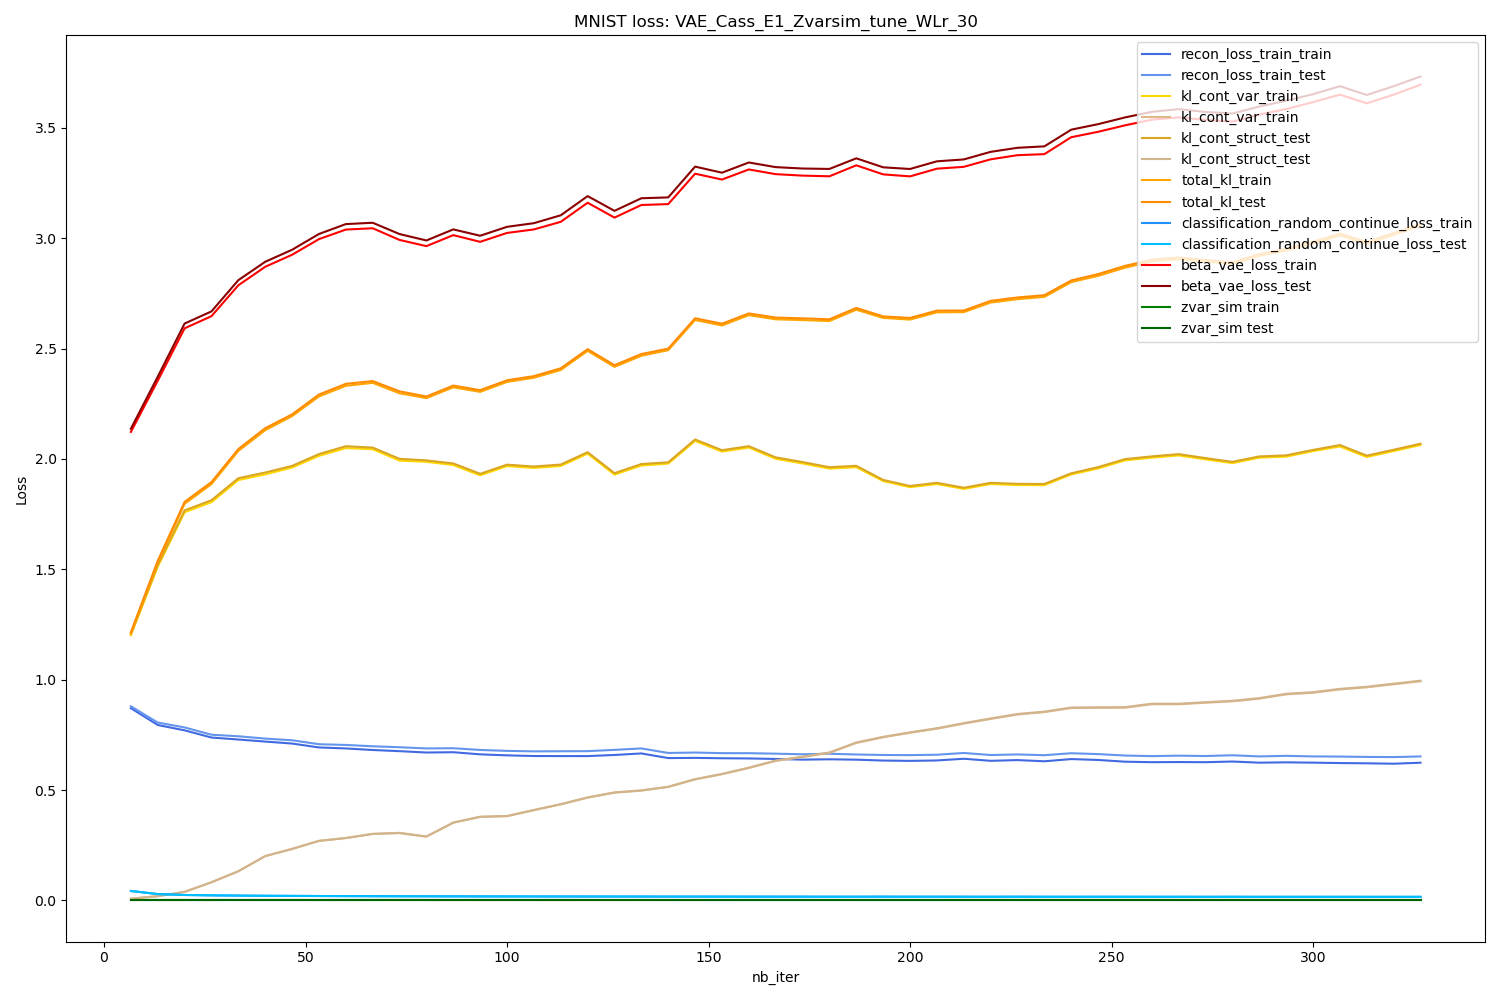 MNIST loss: VAE_Cass_E1_Zvarsim_tune_WLr_30
recon_loss_train_train
recon_loss_train_test
kl_cont_var_train
kl_cont_var_train
kl_cont_struct_test
kl_cont_struct_test
total_kl_train
total_kl_test
classification_random_continue_loss_train
classification_random_continue_loss_test
beta_vae_loss_train
beta_vae_loss_test
zvar_sim train
zvar_sim test
Loss
3.5
3.0
2.5
2.0
1.5
1.0
0.5
0.0
0 50 100 150 200 250 300
nb_iter